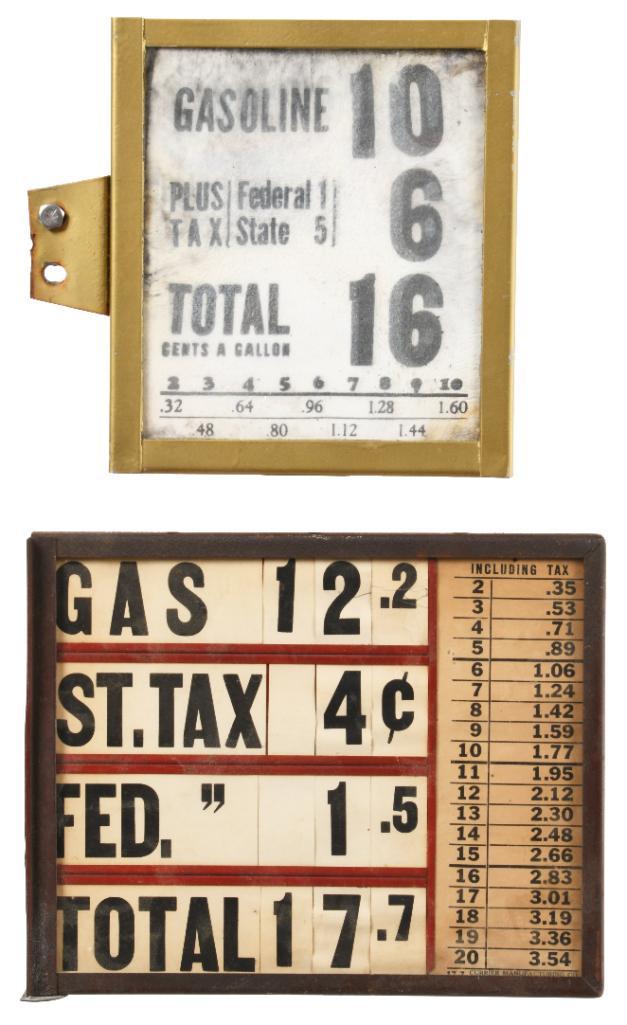 GASOLINE 10
PLUS Federal 1 6
TAX State 5
TOTAL 16
CENTS A GALLON
2 3 4 5 6 7 8 9 10
.32 .64 .96 1.28 1.60
.48 .80 1.12 1.44
GAS 12.2
ST.TAX 4¢
FED. " 1.5
TOTAL 17.7
INCLUDING TAX
2 .35
3 .53
4 .71
5 .89
6 1.06
7 1.24
8 1.42
9 1.59
10 1.77
11 1.95
12 2.12
13 2.30
14 2.48
15 2.66
16 2.83
17 3.01
18 3.19
19 3.36
20 3.54